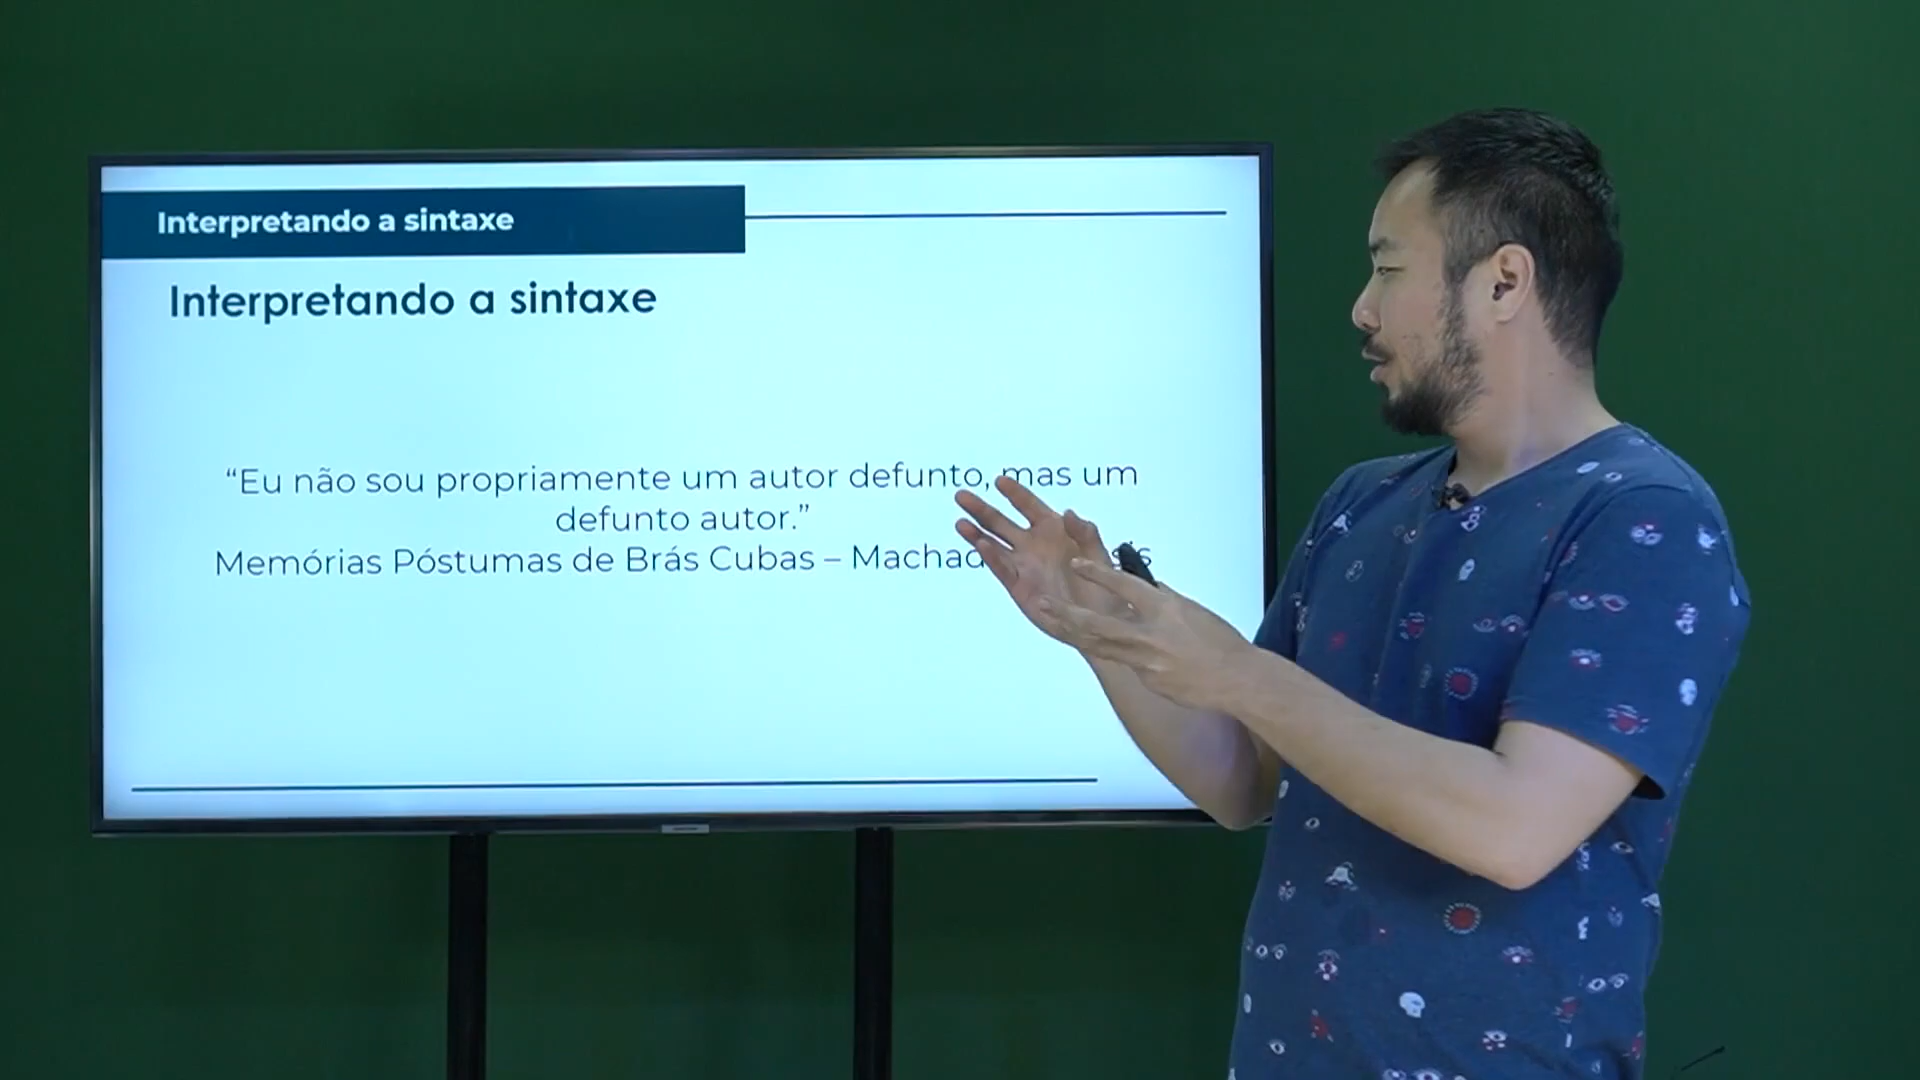 Interpretando a sintaxe
Interpretando a sintaxe
“Eu não sou propriamente um autor defunto, mas um
defunto autor.”
Memórias Póstumas de Brás Cubas – Machad